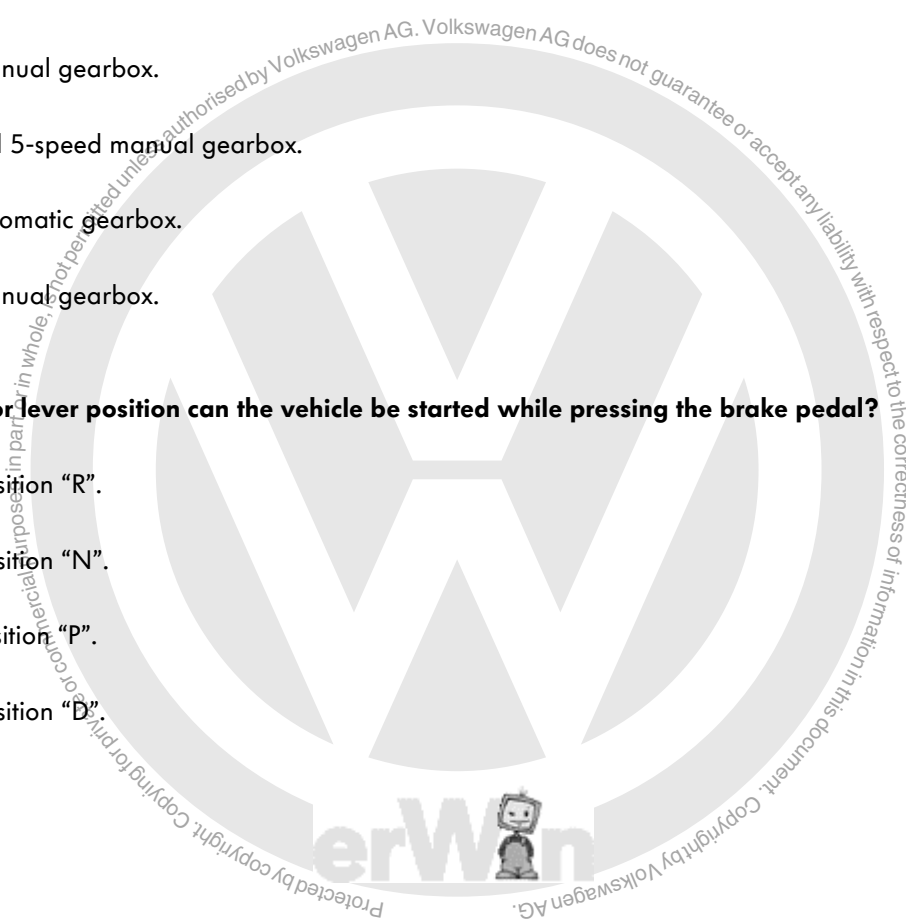 nual gearbox.
l 5-speed manual gearbox.
omatic gearbox.
nual gearbox.
or lever position can the vehicle be started while pressing the brake pedal?
sition “R”.
sition “N”.
sition “P”.
sition “D”.
erWin
Protected by copyright. Copying for private or commercial purposes, in part or in whole, is not permitted unless authorised by Volkswagen AG. Volkswagen AG does not guarantee or accept any liability with respect to the correctness of information in this document. Copyright by Volkswagen AG.